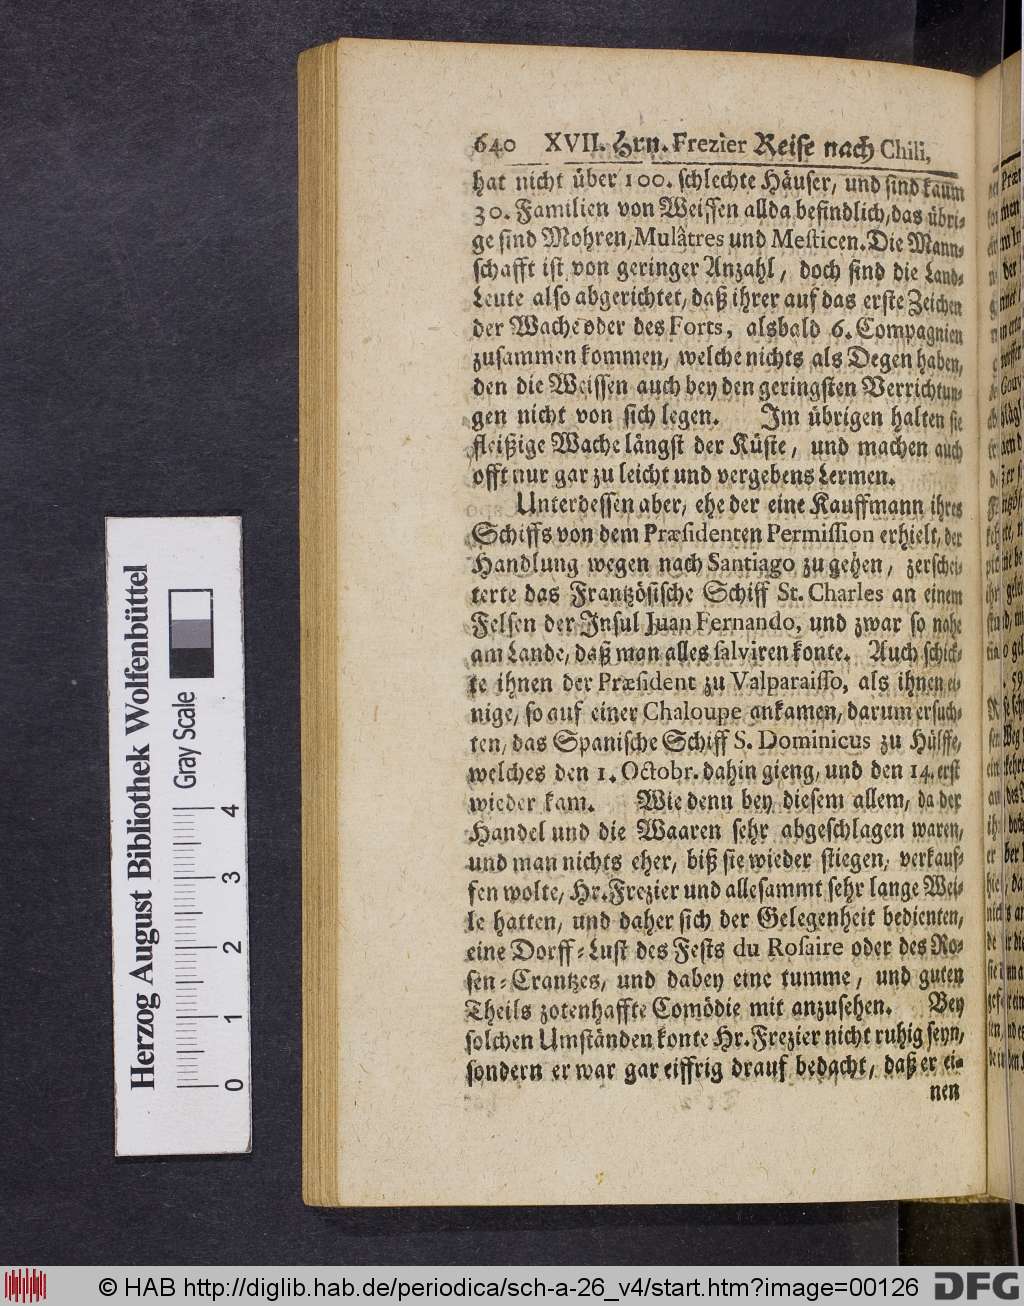 640 XVII. Hrn. Frezier Reise nach Chili,
hat nicht über 100. schlechte Häuser, und sind kaum
30. Familien von Weissen allda befindlich, das übri-
ge sind Mohren, Mulâtres und Mesticen. Die Mann-
schafft ist von geringer Anzahl, doch sind die Land-
Leute also abgerichtet, daß ihrer auf das erste Zeichen
der Wache oder des Forts, alsbald 6. Compagnien
zusammen kommen, welche nichts als Degen haben,
den die Weissen auch bey den geringsten Verrichtun-
gen nicht von sich legen. Im übrigen halten sie
fleißige Wache längst der Küste, und machen auch
offt nur gar zu leicht und vergebens Lermen.
Unterdessen aber, ehe der eine Kauffmann ihres
Schiffs von dem Præsidenten Permission erhielt, der
Handlung wegen nach Santiago zu gehen, zerschei-
terte das Frantzösische Schiff St. Charles an einem
Felsen der Insul Juan Fernando, und zwar so nahe
am Lande, daß man alles salviren konte. Auch schick-
te ihnen der Præsident zu Valparaisso, als ihnen ei-
nige, so auf einer Chaloupe ankamen, darum ersuch-
ten, das Spanische Schiff S. Dominicus zu Hülffe,
welches den 1. Octobr. dahin gieng, und den 14. erst
wieder kam. Wie denn bey diesem allem, da der
Handel und die Waaren sehr abgeschlagen waren,
und man nichts eher, biß sie wieder stiegen, verkauf-
fen wolte, Hr. Frezier und allesammt sehr lange Wei-
le hatten, und daher sich der Gelegenheit bedienten,
eine Dorff-Lust des Fests du Rosaire oder des Ro-
sen-Crantzes, und dabey eine tumme, und guten
Theils zotenhaffte Comödie mit anzusehen. Bey
solchen Umständen konte Hr. Frezier nicht ruhig seyn,
sondern er war gar eiffrig drauf bedacht, daß er ei-
nen
Herzog August Bibliothek Wolfenbüttel
Gray Scale
0 1 2 3 4
© HAB http://diglib.hab.de/periodica/sch-a-26_v4/start.htm?image=00126
DFG